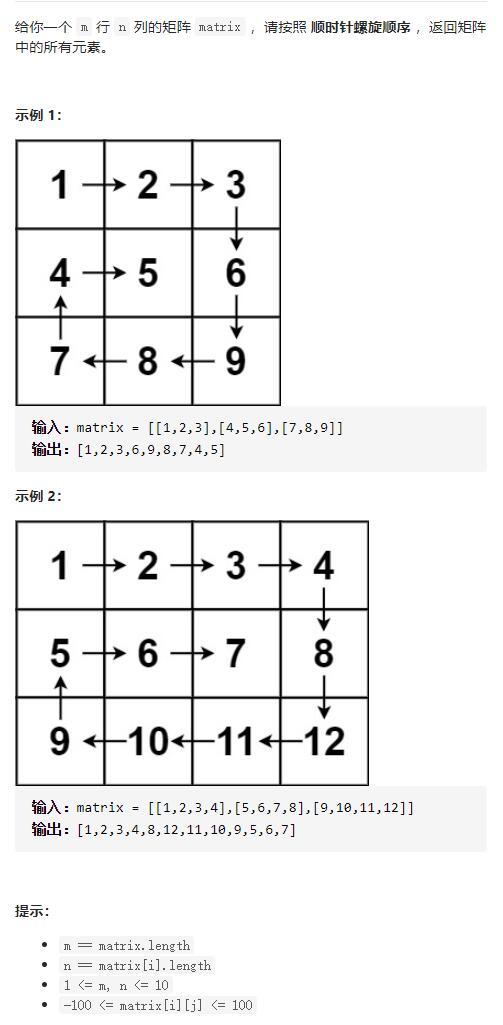 给你一个 m 行 n 列的矩阵 matrix ，请按照 顺时针螺旋顺序 ，返回矩阵
中的所有元素。
示例 1：
1 2 3
4 5 6
7 8 9
输入：matrix = [[1,2,3],[4,5,6],[7,8,9]]
输出：[1,2,3,6,9,8,7,4,5]
示例 2：
1 2 3 4
5 6 7 8
9 10 11 12
输入：matrix = [[1,2,3,4],[5,6,7,8],[9,10,11,12]]
输出：[1,2,3,4,8,12,11,10,9,5,6,7]
提示：
m == matrix.length
n == matrix[i].length
1 <= m, n <= 10
-100 <= matrix[i][j] <= 100